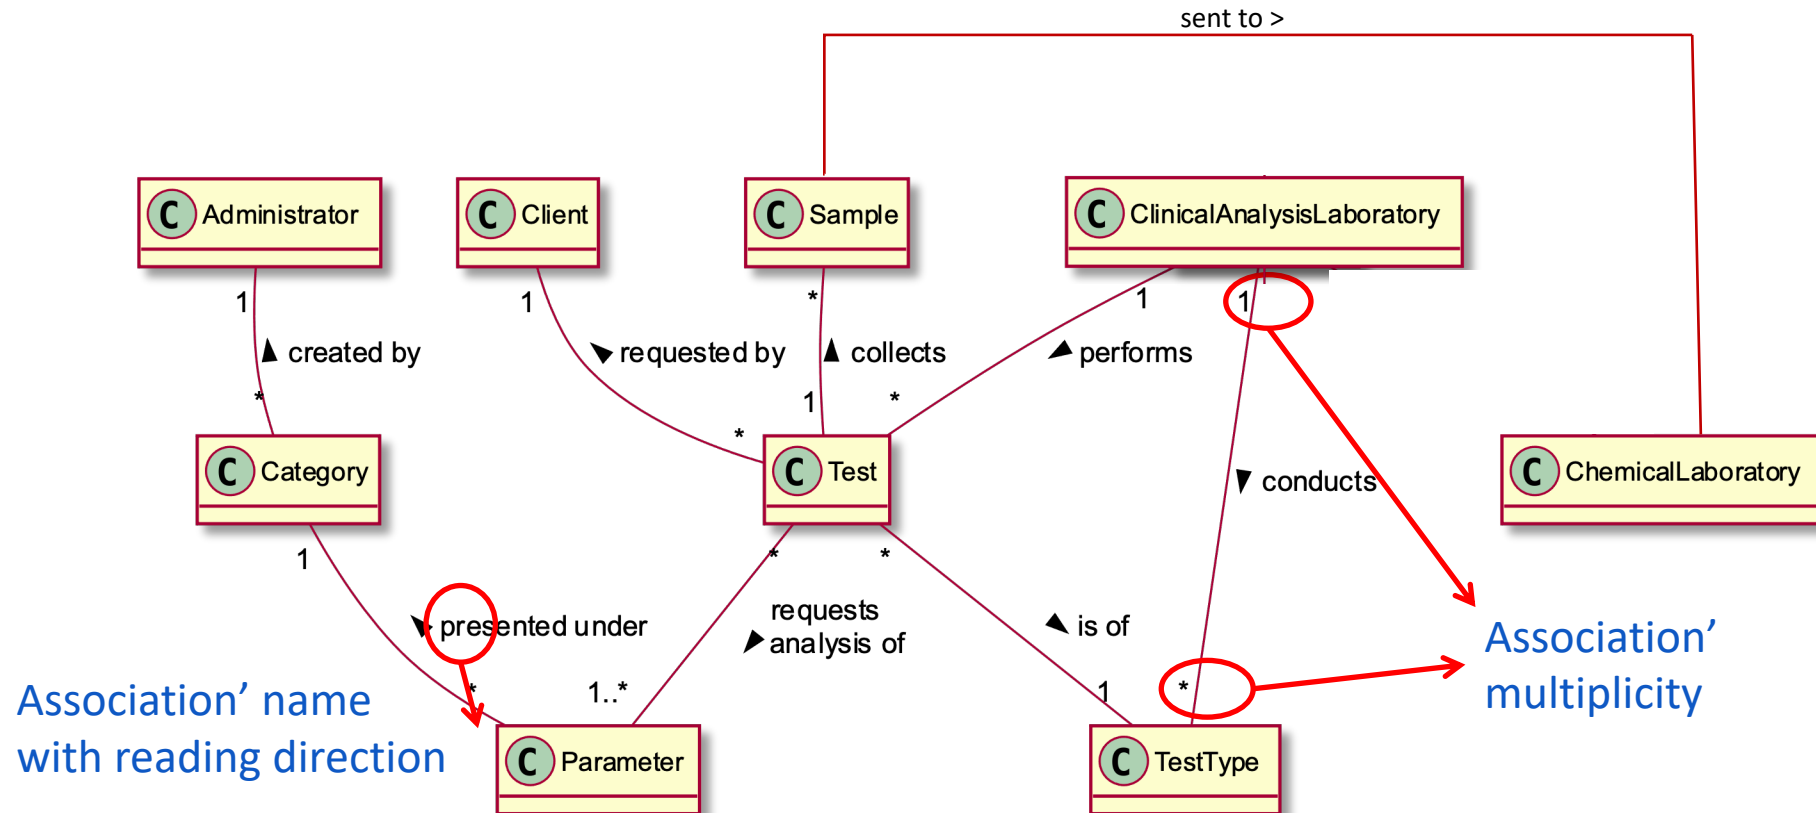 sent to >
C Administrator
C Client
C Sample
C ClinicalAnalysisLaboratory
1
1
*
1
1
created by
requested by
collects
performs
*
*
1
*
C Category
C Test
conducts
C ChemicalLaboratory
1
*
*
presented under
requests
analysis of
is of
Association’
multiplicity
*
1..*
1
*
Association’ name
with reading direction
C Parameter
C TestType